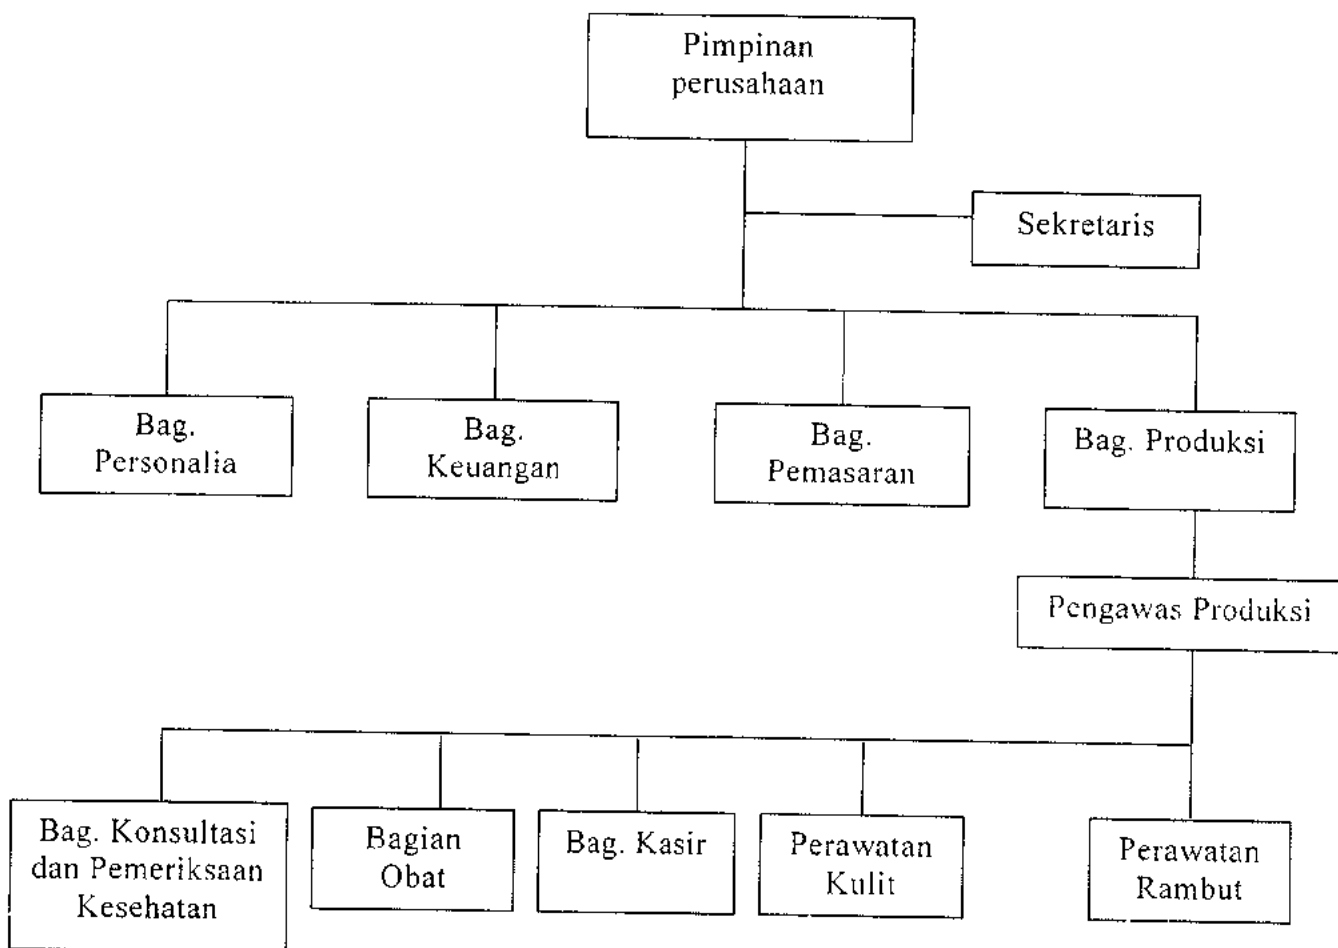 Pimpinan
perusahaan
Sekretaris
Bag.
Personalia
Bag.
Keuangan
Bag.
Pemasaran
Bag. Produksi
Pengawas Produksi
Bag. Konsultasi
dan Pemeriksaan
Kesehatan
Bagian
Obat
Bag. Kasir
Perawatan
Kulit
Perawatan
Rambut